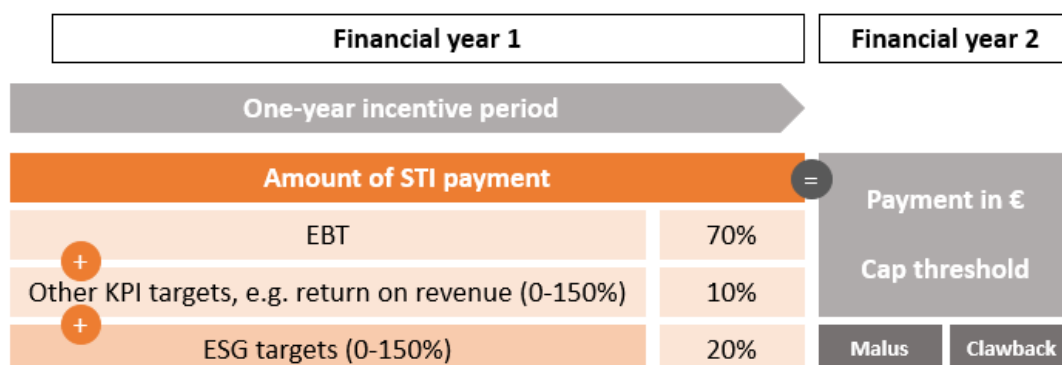 Financial year 1
Financial year 2
One-year incentive period
Amount of STI payment
=
Payment in €
Cap threshold
EBT
70%
+
Other KPI targets, e.g. return on revenue (0-150%)
10%
+
ESG targets (0-150%)
20%
Malus
Clawback